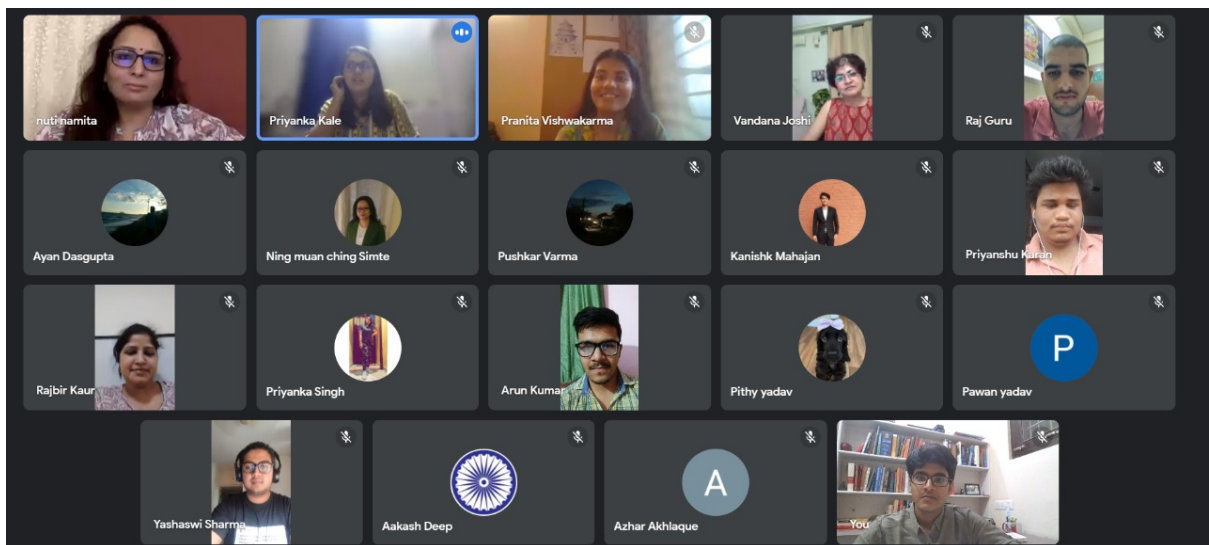 nuti namita
Priyanka Kale
Pranita Vishwakarma
Vandana Joshi
Raj Guru
Ayan Dasgupta
Ning muan ching Simte
Pushkar Varma
Kanishk Mahajan
Priyanshu Karan
Rajbir Kaur
Priyanka Singh
Arun Kumar
Pithy yadav
P
Pawan yadav
Yashaswi Sharma
Aakash Deep
A
Azhar Akhlaque
You